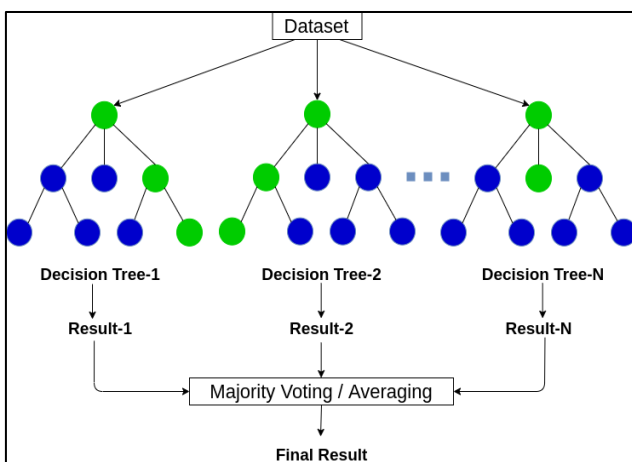 Dataset
Decision Tree-1
Decision Tree-2
Decision Tree-N
Result-1
Result-2
Result-N
Majority Voting / Averaging
Final Result